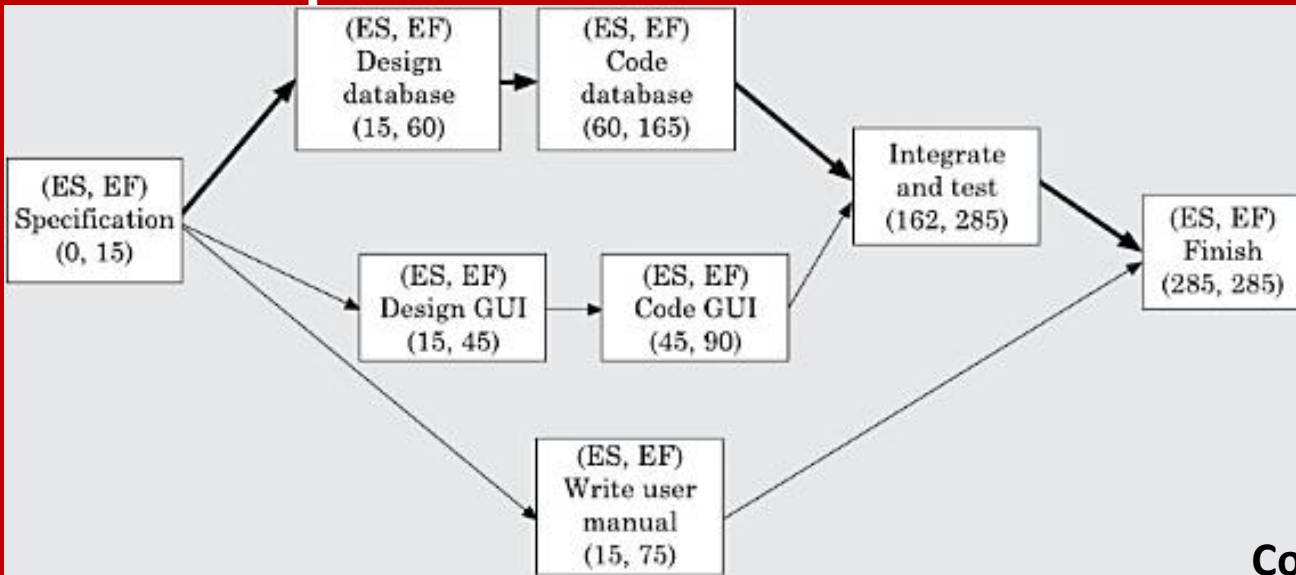 (ES, EF)
Design
database
(15, 60)
(ES, EF)
Code
database
(60, 165)
Integrate
and test
(162, 285)
(ES, EF)
Specification
(0, 15)
(ES, EF)
Finish
(285, 285)
(ES, EF)
Design GUI
(15, 45)
(ES, EF)
Code GUI
(45, 90)
(ES, EF)
Write user
manual
(15, 75)
Co